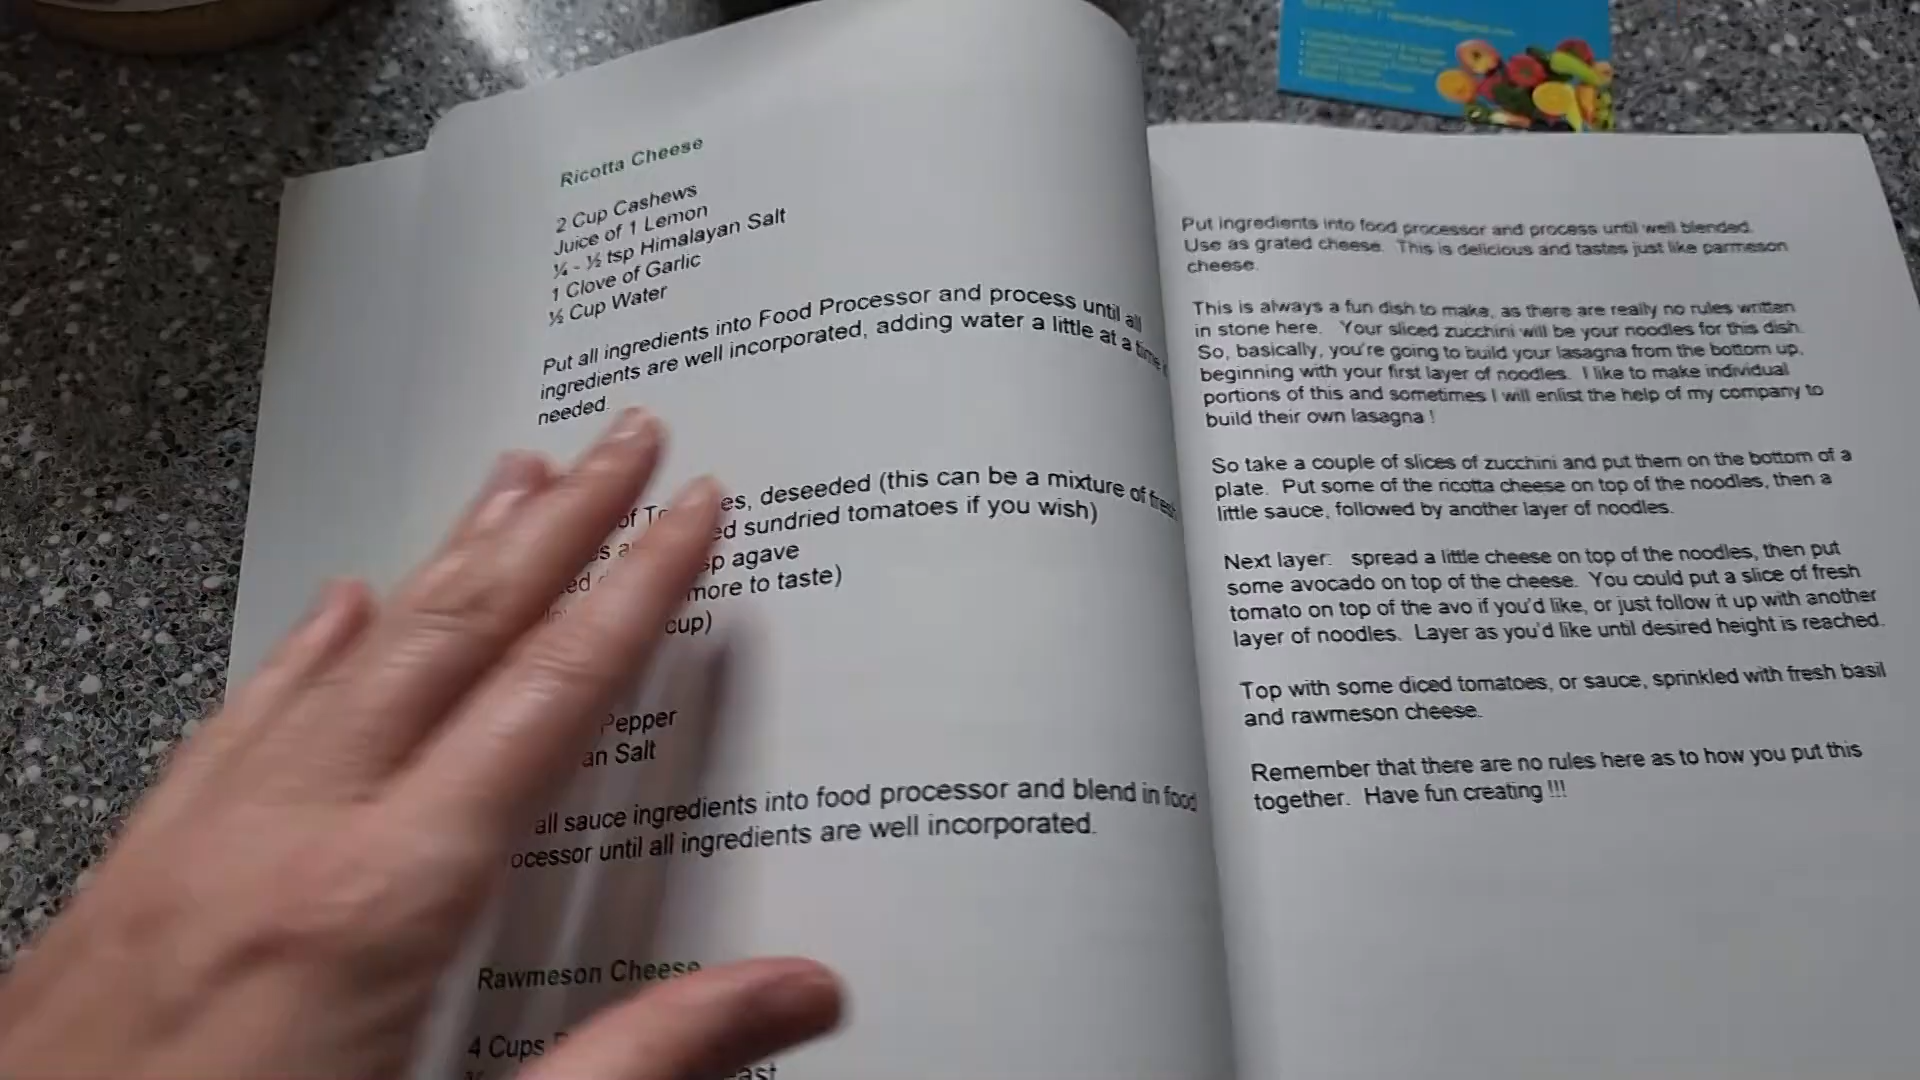 Ricotta Cheese
2 Cup Cashews
Juice of 1 Lemon
¼ - ½ tsp Himalayan Salt
1 Clove of Garlic
½ Cup Water
Put all ingredients into Food Processor and process until all
ingredients are well incorporated, adding water a little at a time
needed.
of deseeded (this can be a mixture of fresh
sundried tomatoes if you wish)
agave
more to taste)
cup)
Pepper
Salt
all sauce ingredients into food processor and blend in food
until all ingredients are well incorporated.
Rawmeson Cheese
4 Cups
Put ingredients into food processor and process until well blended.
Use as grated cheese. This is delicious and tastes just like parmeson
cheese.
This is always a fun dish to make, as there are really no rules written
in stone here. Your sliced zucchini will be your noodles for this dish.
So, basically, you're going to build your lasagna from the bottom up,
beginning with your first layer of noodles. I like to make individual
portions of this and sometimes I will enlist the help of my company to
build their own lasagna !
So take a couple of slices of zucchini and put them on the bottom of a
plate. Put some of the ricotta cheese on top of the noodles, then a
little sauce, followed by another layer of noodles.
Next layer: spread a little cheese on top of the noodles, then put
some avocado on top of the cheese. You could put a slice of fresh
tomato on top of the avo if you'd like, or just follow it up with another
layer of noodles. Layer as you'd like until desired height is reached.
Top with some diced tomatoes, or sauce, sprinkled with fresh basil
and rawmeson cheese.
Remember that there are no rules here as to how you put this
together. Have fun creating !!!